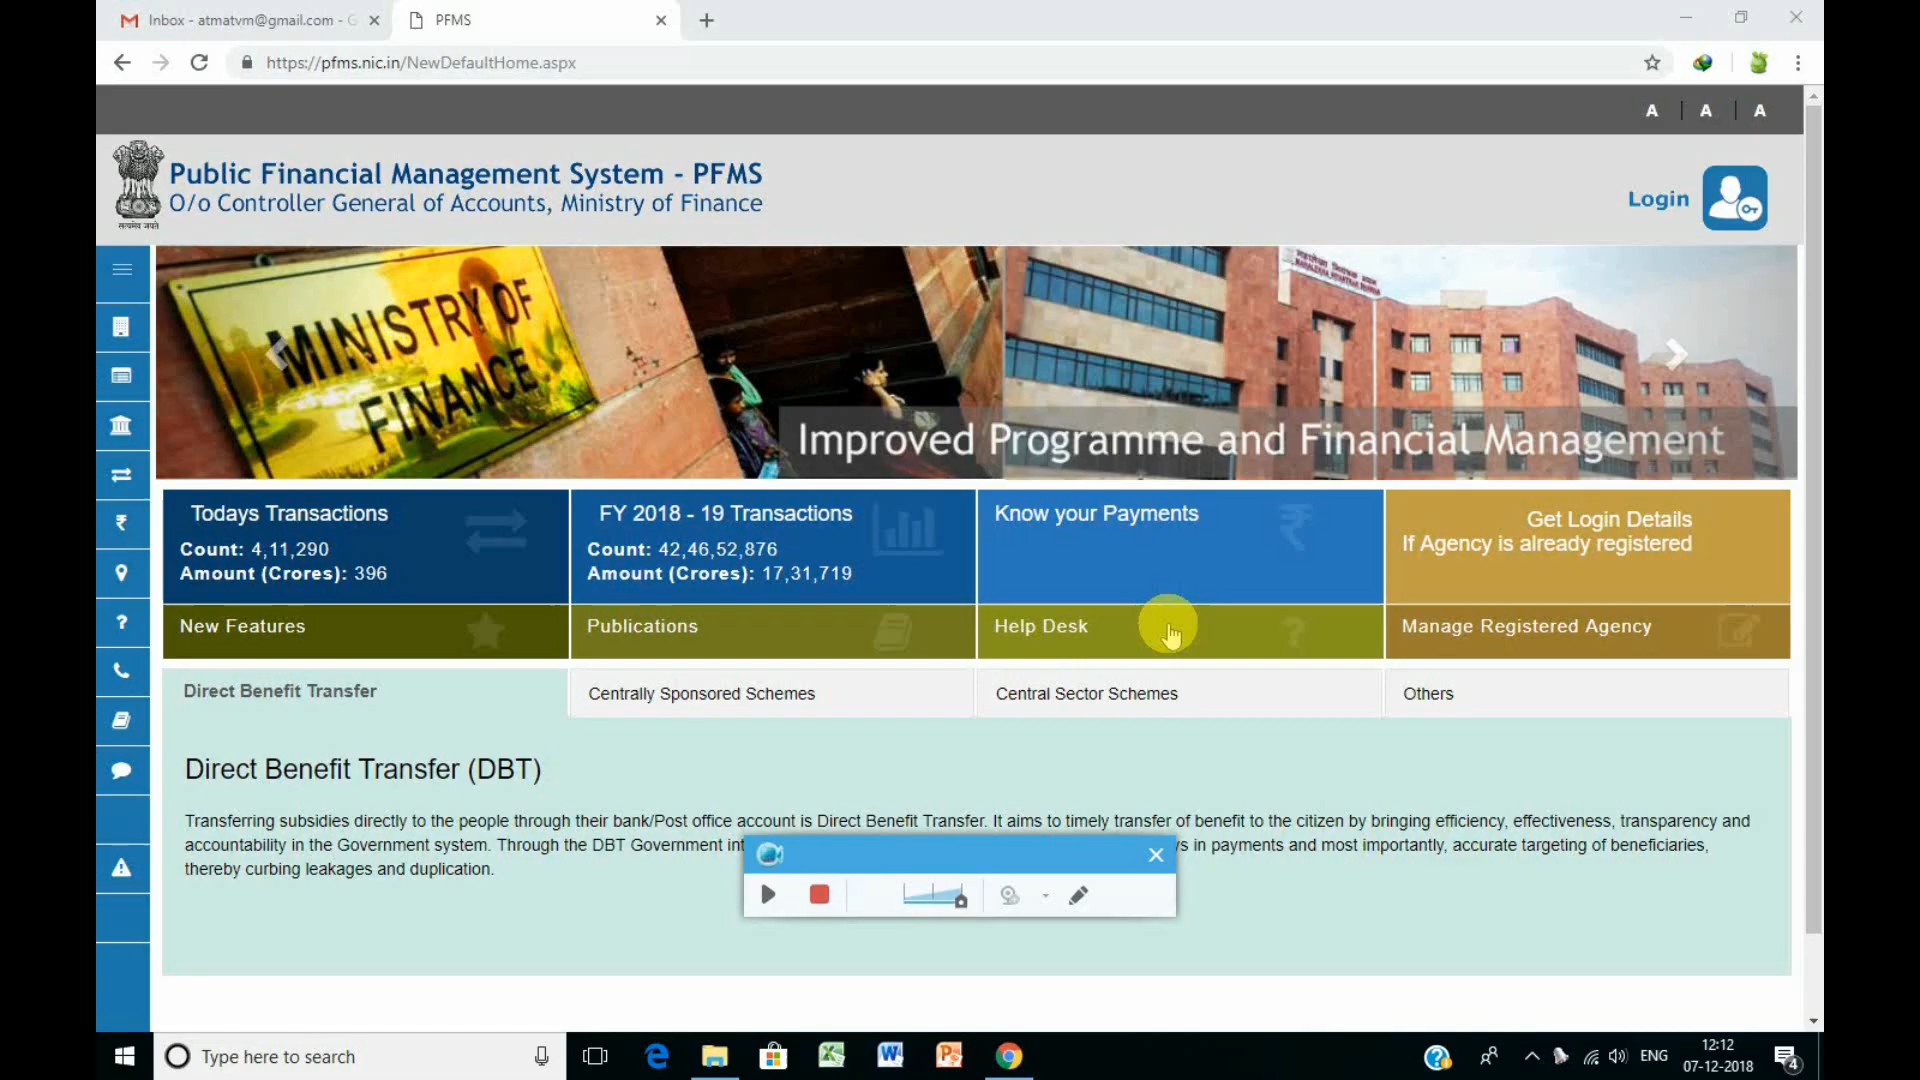 Inbox - atmatvm@gmail.com - G
PFMS
https://pfms.nic.in/NewDefaultHome.aspx
A A A
Public Financial Management System - PFMS
O/o Controller General of Accounts, Ministry of Finance
सत्यमेव जयते
Login
MINISTRY OF
FINANCE
Improved Programme and Financial Management
Todays Transactions
Count: 4,11,290
Amount (Crores): 396
FY 2018 - 19 Transactions
Count: 42,46,52,876
Amount (Crores): 17,31,719
Know your Payments
Get Login Details
If Agency is already registered
New Features
Publications
Help Desk
Manage Registered Agency
Direct Benefit Transfer
Centrally Sponsored Schemes
Central Sector Schemes
Others
Direct Benefit Transfer (DBT)
Transferring subsidies directly to the people through their bank/Post office account is Direct Benefit Transfer. It aims to timely transfer of benefit to the citizen by bringing efficiency, effectiveness, transparency and
accountability in the Government system. Through the DBT Government in in payments and most importantly, accurate targeting of beneficiaries,
thereby curbing leakages and duplication.
Type here to search
ENG
12:12
07-12-2018
4